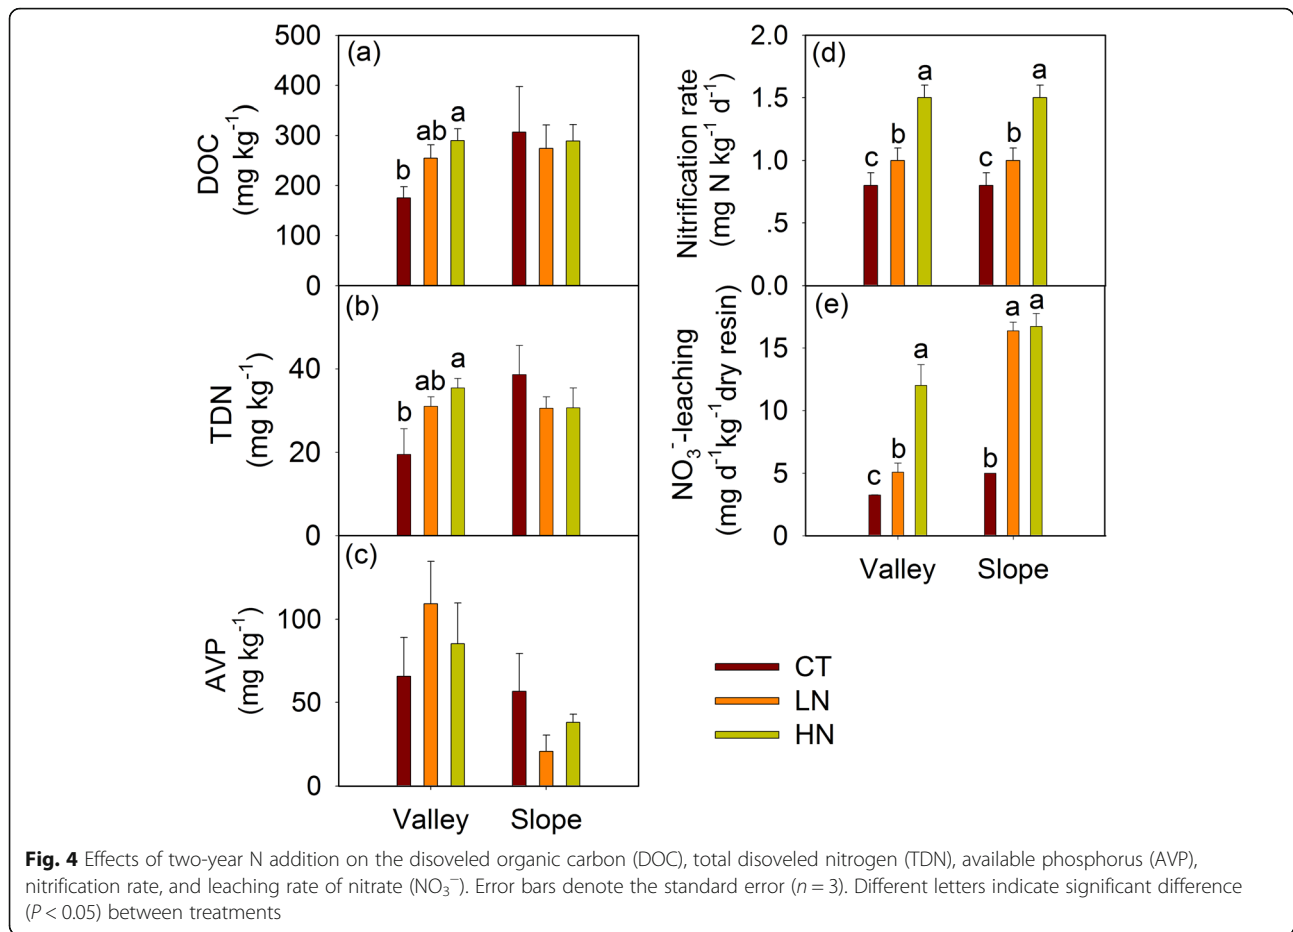 (a)
DOC
(mg kg⁻¹)
500
400
300
200
100
0
b
ab
a
(b)
TDN
(mg kg⁻¹)
40
20
0
b
ab
a
(c)
AVP
(mg kg⁻¹)
100
50
0
Valley Slope
(d)
Nitrification rate
(mg N kg⁻¹ d⁻¹)
2.0
1.5
1.0
.5
0.0
c
b
a
c
b
a
(e)
NO₃⁻-leaching
(mg d⁻¹kg⁻¹dry resin)
15
10
5
0
c
b
a
b
a
a
Valley Slope
CT
LN
HN
Fig. 4 Effects of two-year N addition on the disoveled organic carbon (DOC), total disoveled nitrogen (TDN), available phosphorus (AVP),
nitrification rate, and leaching rate of nitrate (NO₃⁻). Error bars denote the standard error (n = 3). Different letters indicate significant difference
(P < 0.05) between treatments